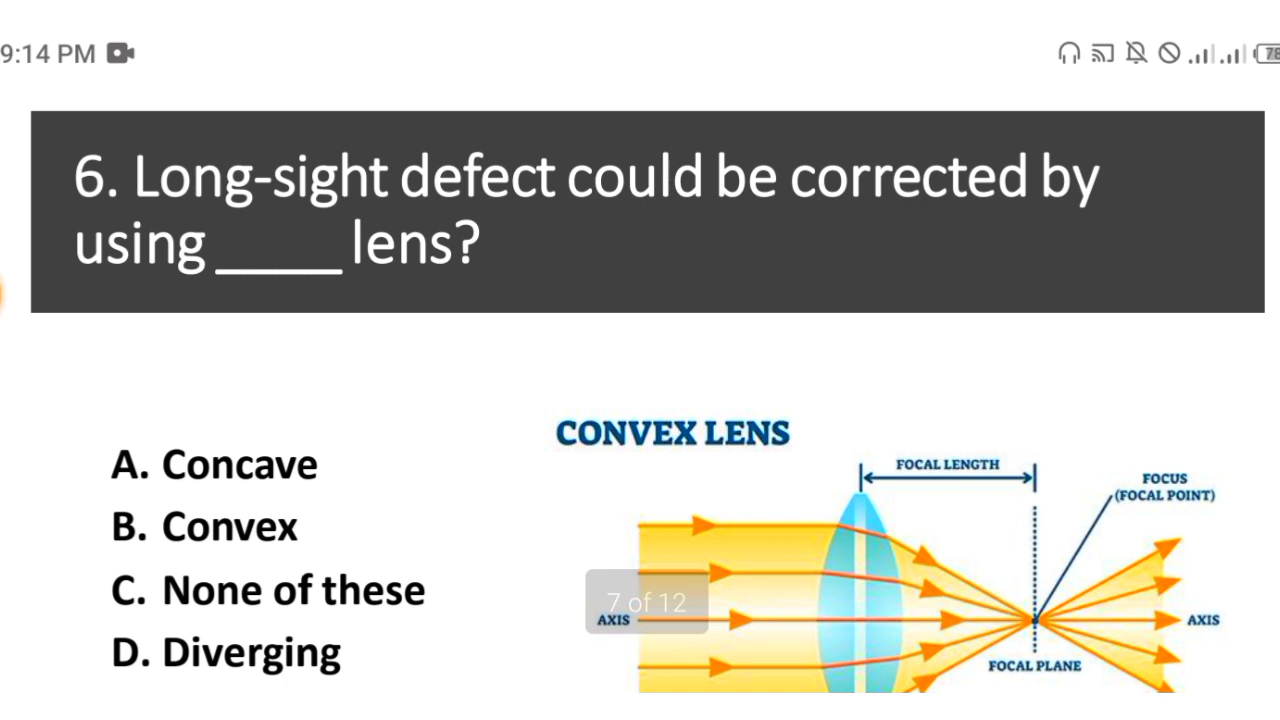 9:14 PM
78
6. Long-sight defect could be corrected by
using _____ lens?
CONVEX LENS
A. Concave
B. Convex
C. None of these
D. Diverging
FOCAL LENGTH
FOCUS
(FOCAL POINT)
7 of 12
AXIS
AXIS
FOCAL PLANE